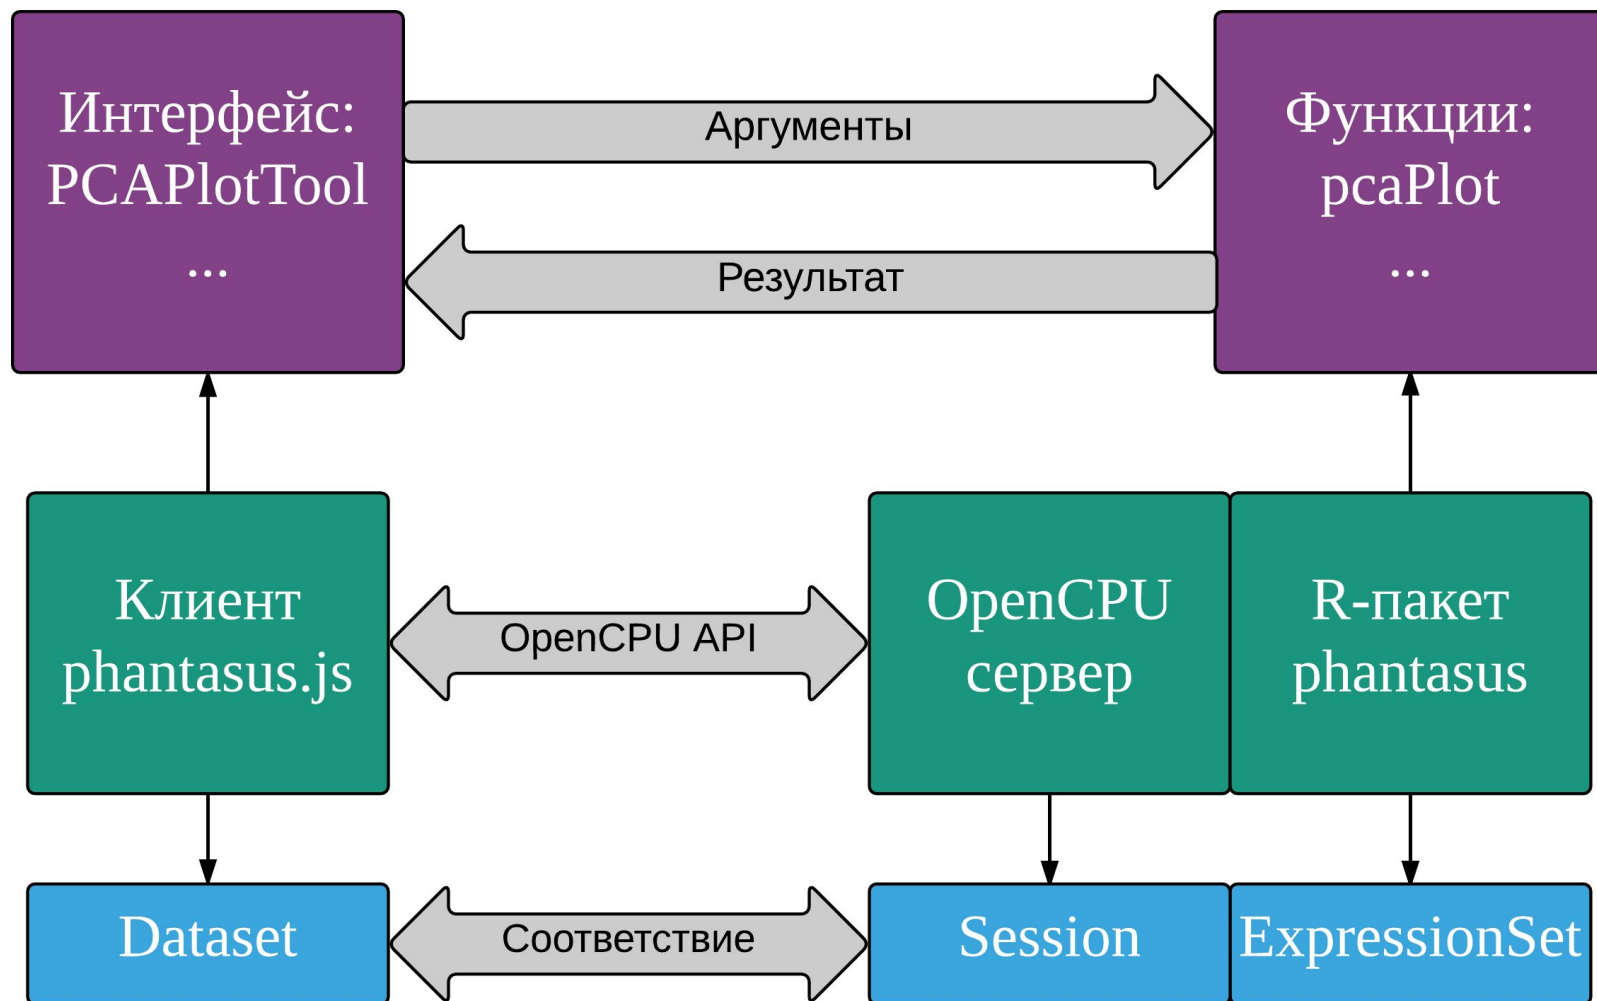 Интерфейс:
PCAPlotTool
...
Аргументы
Результат
Функции:
pcaPlot
...
Клиент
phantasus.js
OpenCPU API
OpenCPU
сервер
R-пакет
phantasus
Dataset
Соответствие
Session
ExpressionSet